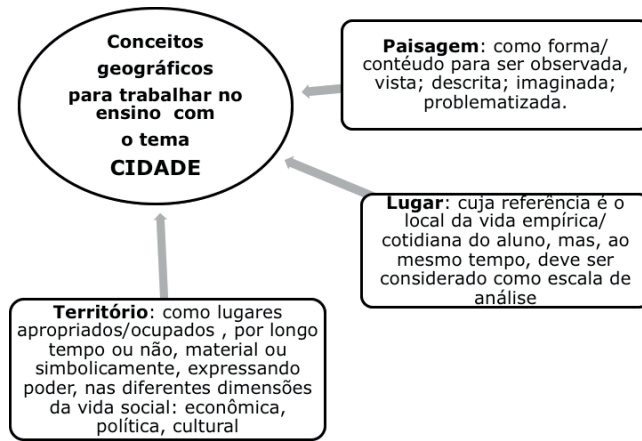 Conceitos
geográficos
para trabalhar no
ensino com
o tema
CIDADE
Paisagem: como forma/
contéudo para ser observada,
vista; descrita; imaginada;
problematizada.
Lugar: cuja referência é o
local da vida empírica/
cotidiana do aluno, mas, ao
mesmo tempo, deve ser
considerado como escala de
análise
Território: como lugares
apropriados/ocupados , por longo
tempo ou não, material ou
simbolicamente, expressando
poder, nas diferentes dimensões
da vida social: econômica,
política, cultural